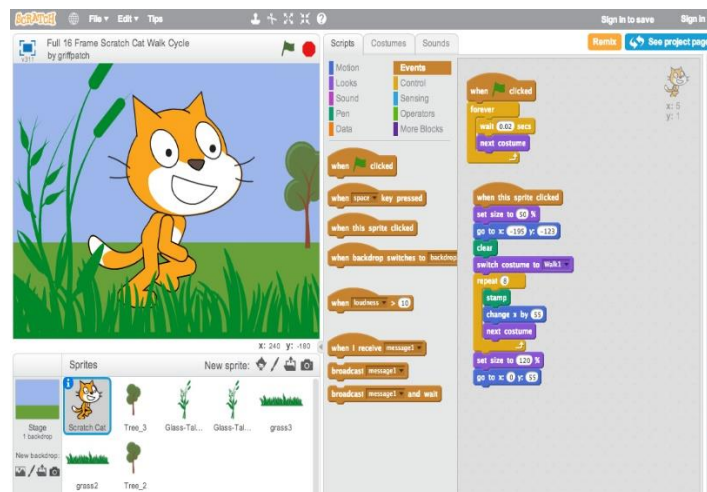 SCRATCH File Edit Tips Sign in to save Sign in
Full 16 Frame Scratch Cat Walk Cycle
by griffpatch
Scripts Costumes Sounds
Remix See project page
Motion Events
Looks Control
Sound Sensing
Pen Operators
Data More Blocks
when clicked
when space key pressed
when this sprite clicked
when backdrop switches to backdrop
when loudness > 10
when I receive message1
broadcast message1
broadcast message1 and wait
when clicked
forever
wait 0.02 secs
next costume
x: 5
y: 1
when this sprite clicked
set size to 50 %
go to x: -195 y: -123
clear
switch costume to Walk1
repeat 8
stamp
change x by 55
next costume
set size to 120 %
go to x: 0 y: 55
X: 240 y: -180
Sprites New sprite:
Stage
1 backdrop
New backdrop:
Scratch Cat Tree_3 Glass-Tal... Glass-Tal... grass3
grass2 Tree_2